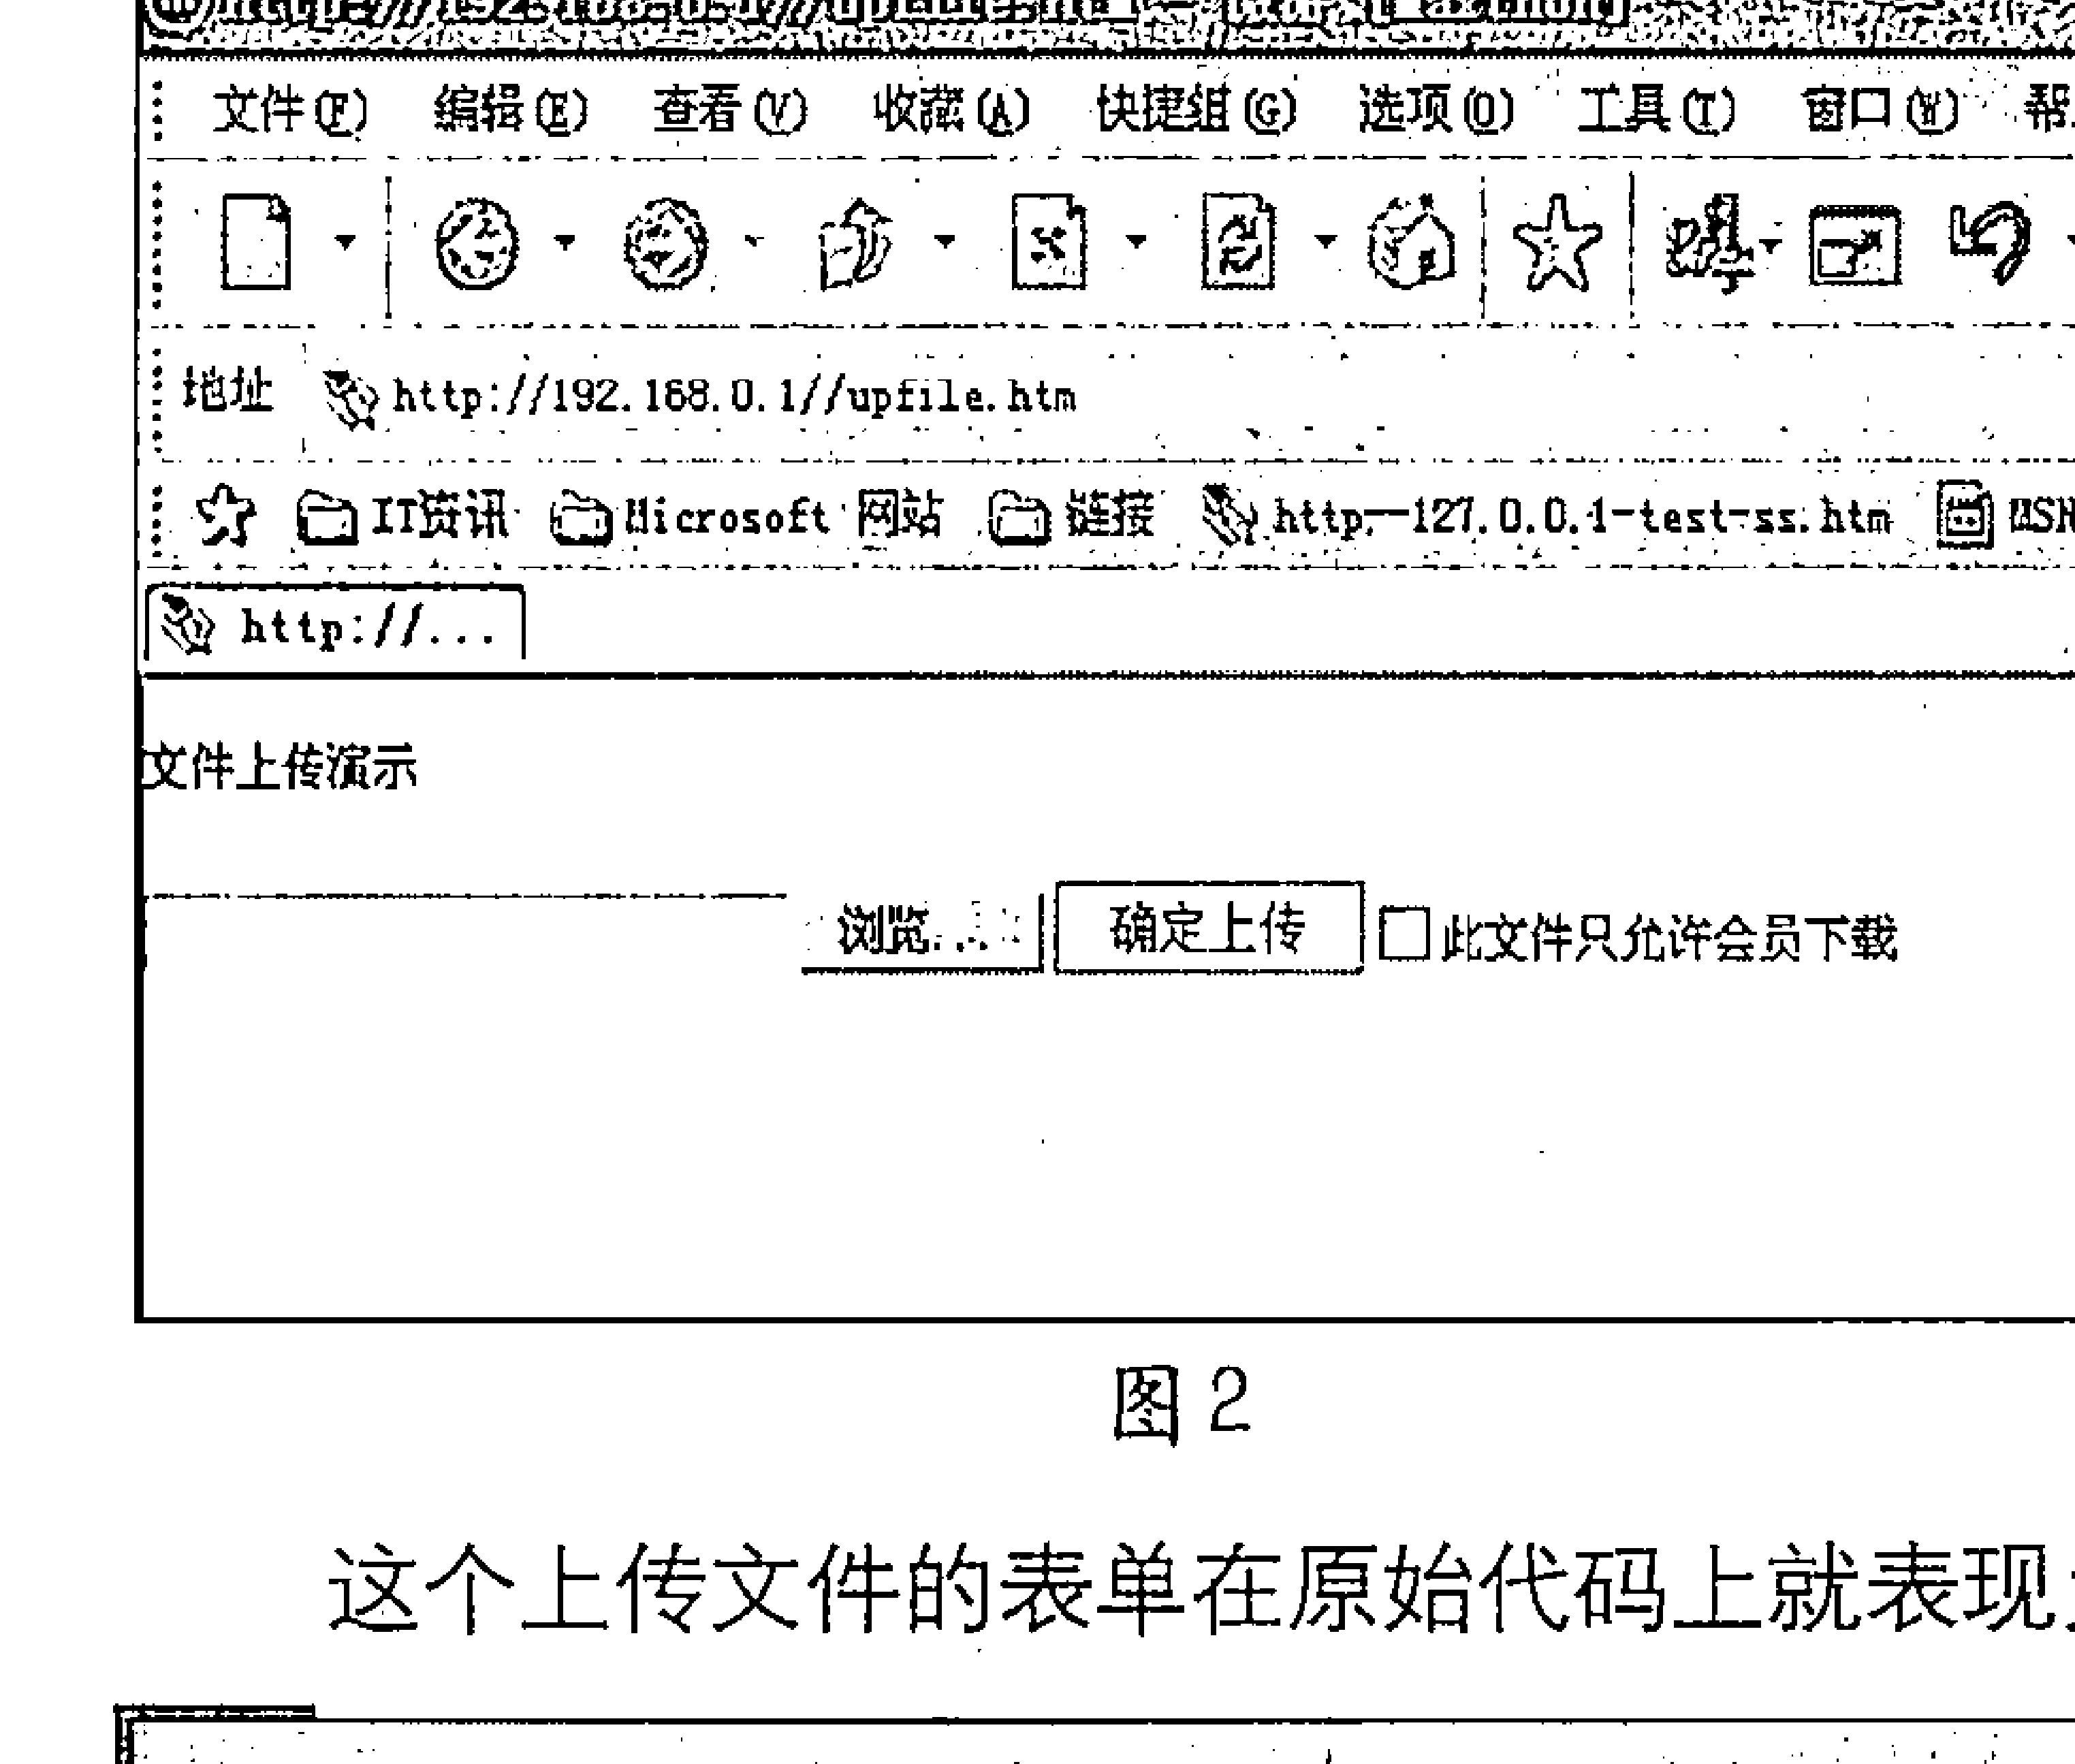 文件(F) 编辑(E) 查看(V) 收藏(A) 快捷组(G) 选项(O) 工具(T) 窗口(W)
地址 http://192.168.0.1//upfile.htm
IT资讯 Microsoft 网站 链接 http--127.0.0.1-test-ss.htm MSN
http://...
文件上传演示
浏览... 确定上传 此文件只允许会员下载
图 2
这个上传文件的表单在原始代码上就表现